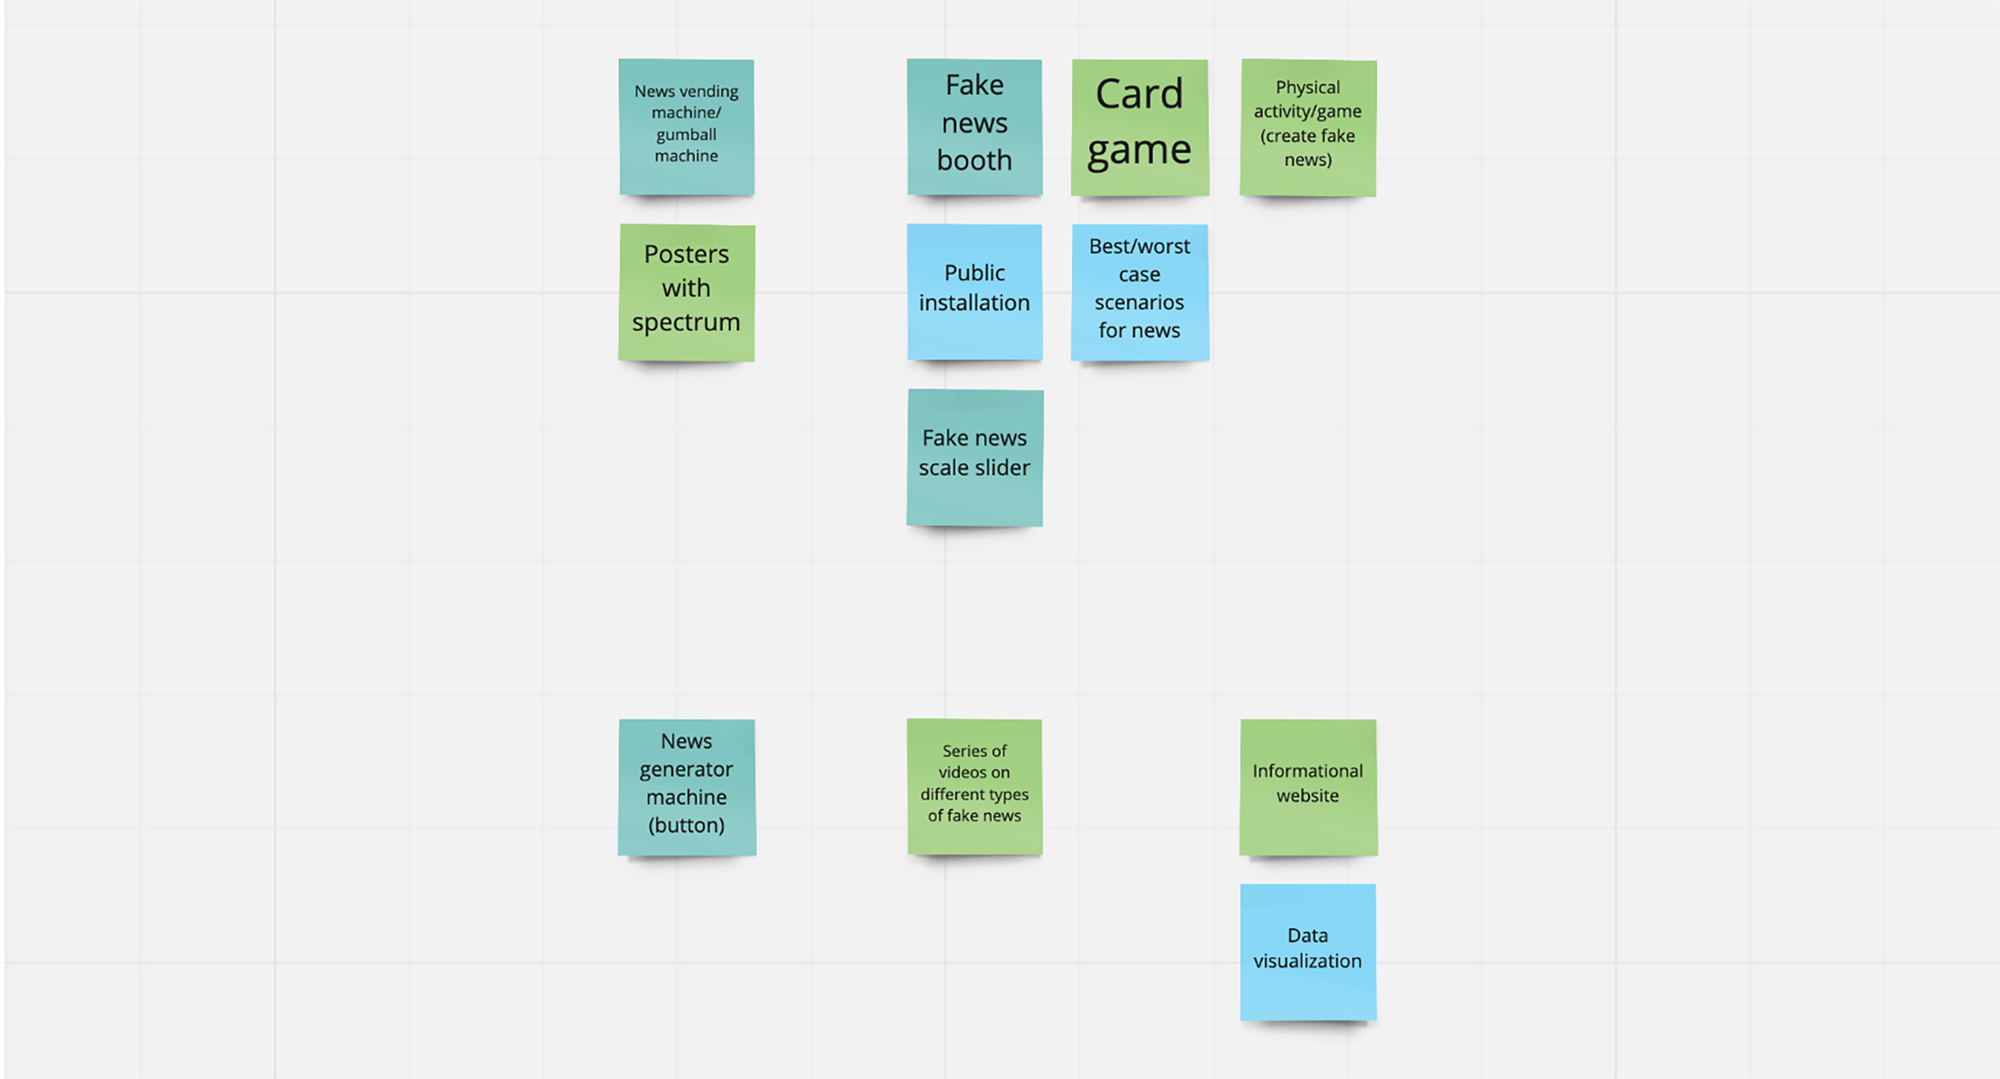 News vending
machine/
gumball
machine
Fake
news
booth
Card
game
Physical
activity/game
(create fake
news)
Posters
with
spectrum
Public
installation
Best/worst
case
scenarios
for news
Fake news
scale slider
News
generator
machine
(button)
Series of
videos on
different types
of fake news
Informational
website
Data
visualization